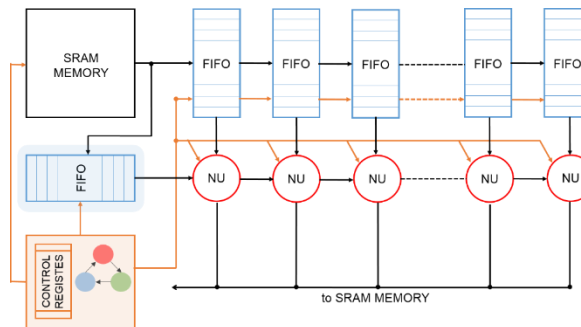 SRAM
MEMORY
FIFO
FIFO
FIFO
FIFO
FIFO
FIFO
NU
NU
NU
NU
NU
CONTROL
REGISTES
to SRAM MEMORY